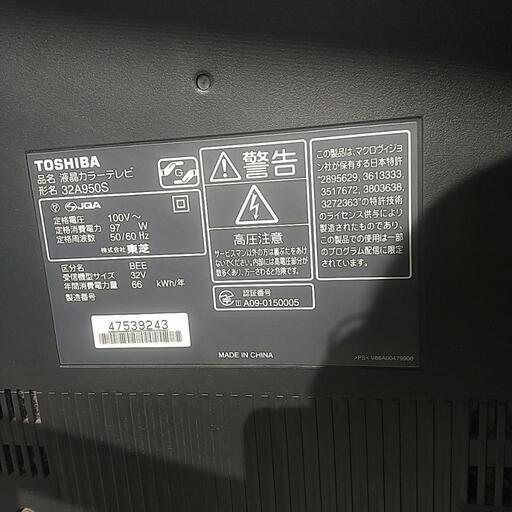 TOSHIBA
品名 液晶カラーテレビ
形名 32A950S
G
JQA
定格電圧 100V～
定格消費電力 97 W
定格周波数 50/60 Hz
株式会社 東芝
区分名 BEE
受信機型サイズ 32V
年間消費電力量 66 kWh/年
製造番号
47539243
警告
高圧注意
サービスマン以外の方は裏ぶたをあけないでください。内部には高電圧部分が数多くあり、万一さわると危険です。
認証番号
A09-0150005
MADE IN CHINA
この製品は、マクロヴィジョン社が保有する日本特許
"2895629, 3613333,
3517672, 3803638,
3272363"の特許技術
のライセンス供与により
製造されたものであり、
この製品での使用は一部
のプログラム配信に限定
されています。
>PS< V66A00479900